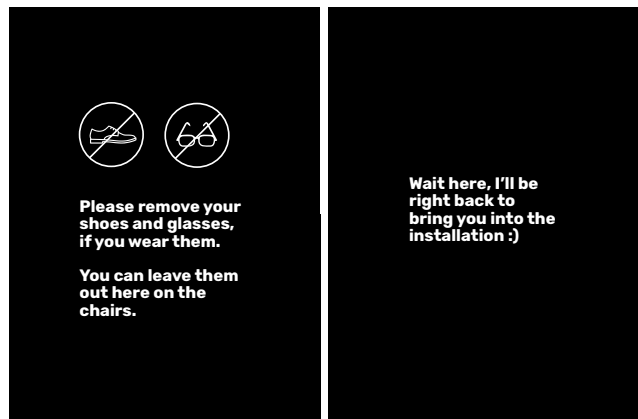 Please remove your
shoes and glasses,
if you wear them.
You can leave them
out here on the
chairs.
Wait here, I’ll be
right back to
bring you into the
installation :)